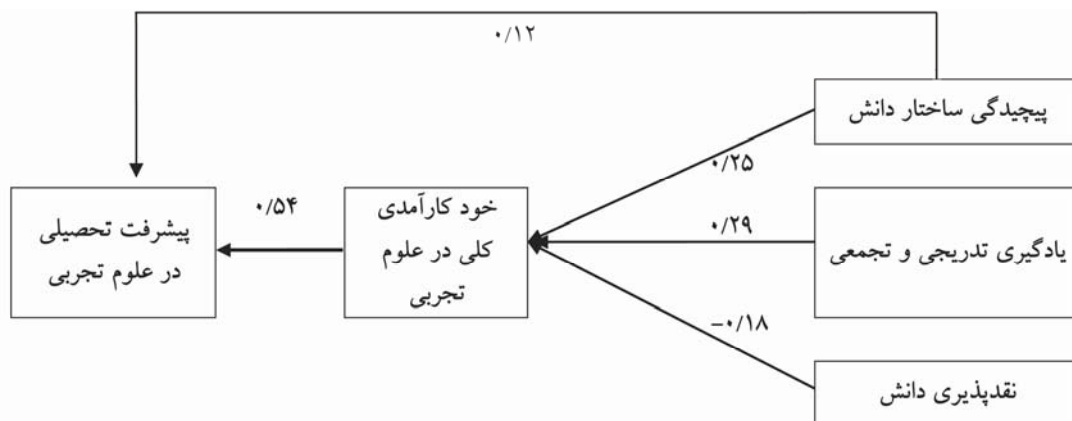 ۰/۱۲
پیچیدگی ساختار دانش
۰/۲۵
۰/۲۹
یادگیری تدریجی و تجمعی
−۰/۱۸
نقدپذیری دانش
خود کارآمدی
کلی در علوم
تجربی
۰/۵۴
پیشرفت تحصیلی
در علوم تجربی